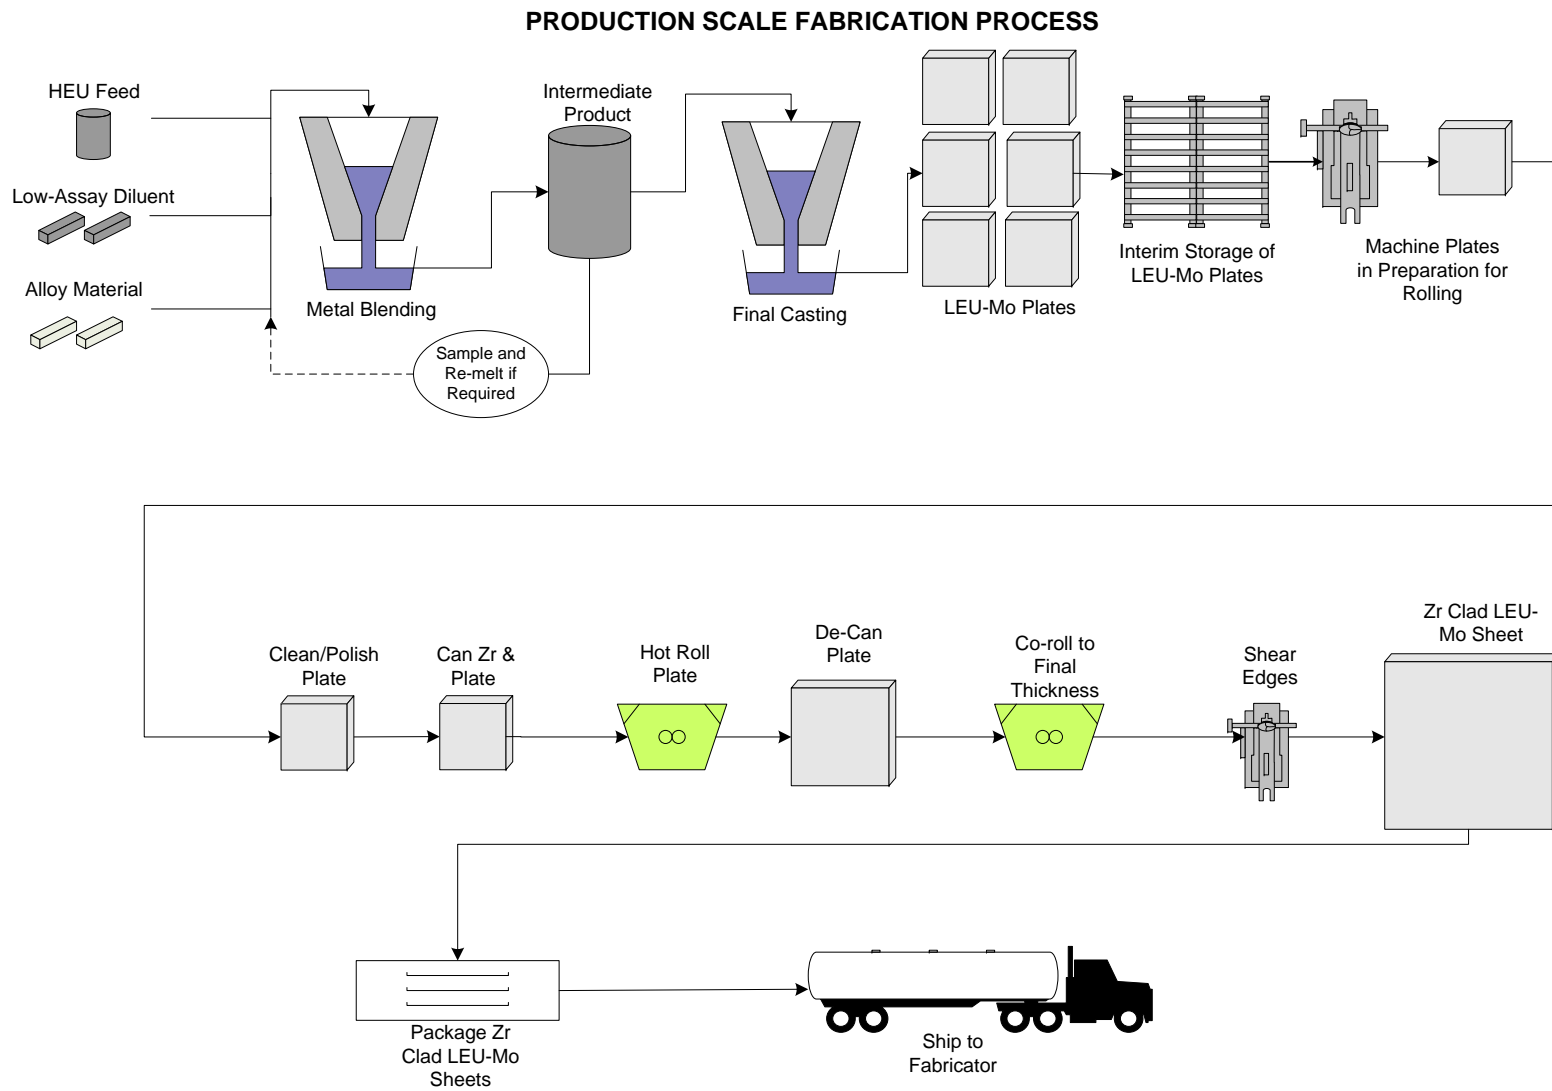 PRODUCTION SCALE FABRICATION PROCESS
HEU Feed
Low-Assay Diluent
Alloy Material
Metal Blending
Intermediate
Product
Sample and
Re-melt if
Required
Final Casting
LEU-Mo Plates
Interim Storage of
LEU-Mo Plates
Machine Plates
in Preparation for
Rolling
Clean/Polish
Plate
Can Zr &
Plate
Hot Roll
Plate
De-Can
Plate
Co-roll to
Final
Thickness
Shear
Edges
Zr Clad LEU-
Mo Sheet
Package Zr
Clad LEU-Mo
Sheets
Ship to
Fabricator